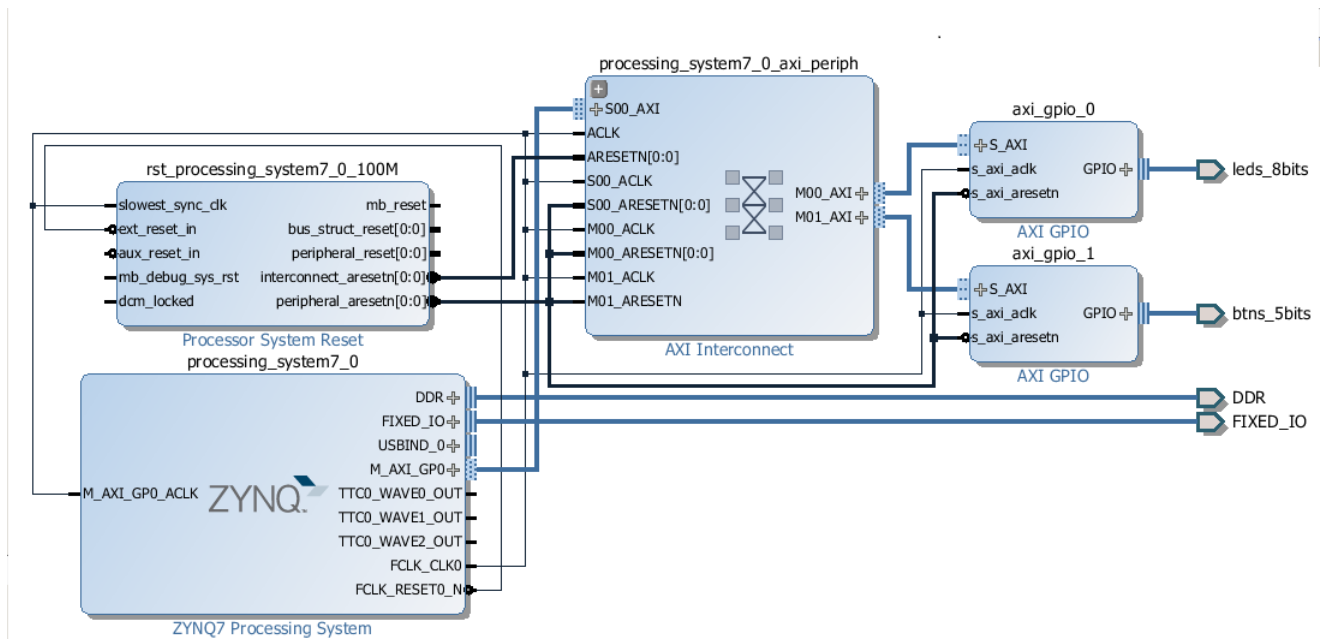 processing_system7_0_axi_periph
S00_AXI
ACLK
ARESETN[0:0]
S00_ACLK
S00_ARESETN[0:0]
M00_ACLK
M00_ARESETN[0:0]
M01_ACLK
M01_ARESETN
M00_AXI
M01_AXI
AXI Interconnect
axi_gpio_0
S_AXI
s_axi_aclk
s_axi_aresetn
GPIO
AXI GPIO
leds_8bits
axi_gpio_1
S_AXI
s_axi_aclk
s_axi_aresetn
GPIO
AXI GPIO
btns_5bits
rst_processing_system7_0_100M
slowest_sync_clk
ext_reset_in
aux_reset_in
mb_debug_sys_rst
dcm_locked
mb_reset
bus_struct_reset[0:0]
peripheral_reset[0:0]
interconnect_aresetn[0:0]
peripheral_aresetn[0:0]
Processor System Reset
processing_system7_0
M_AXI_GP0_ACLK
ZYNQ
DDR
FIXED_IO
USBIND_0
M_AXI_GP0
TTC0_WAVE0_OUT
TTC0_WAVE1_OUT
TTC0_WAVE2_OUT
FCLK_CLK0
FCLK_RESET0_N
ZYNQ7 Processing System
DDR
FIXED_IO